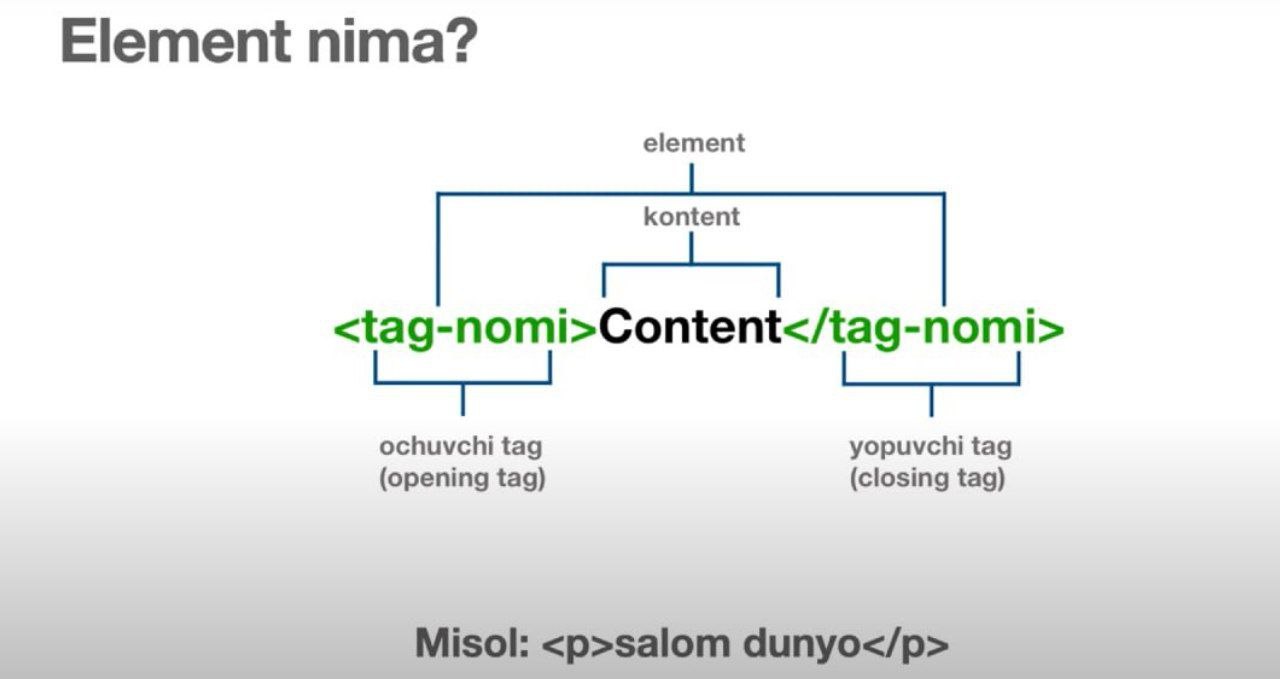 Element nima?
element
kontent
<tag-nomi>Content</tag-nomi>
ochuvchi tag
(opening tag)
yopuvchi tag
(closing tag)
Misol: <p>salom dunyo</p>